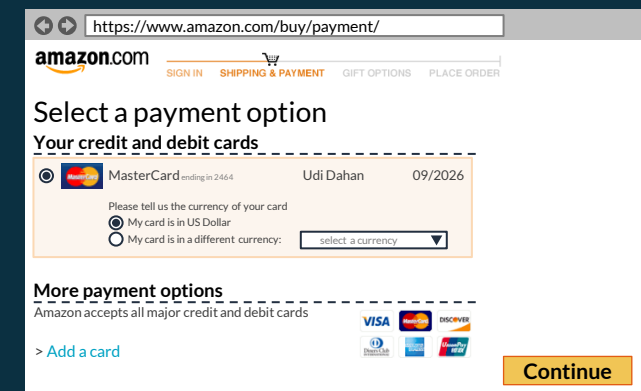 https://www.amazon.com/buy/payment/
amazon.com
SIGN IN SHIPPING & PAYMENT GIFT OPTIONS PLACE ORDER
Select a payment option
Your credit and debit cards
MasterCard MasterCard ending in 2464 Udi Dahan 09/2026
Please tell us the currency of your card
My card is in US Dollar
My card is in a different currency: select a currency
More payment options
Amazon accepts all major credit and debit cards
VISA MasterCard DISCOVER
> Add a card
Diners Club UnionPay
Continue